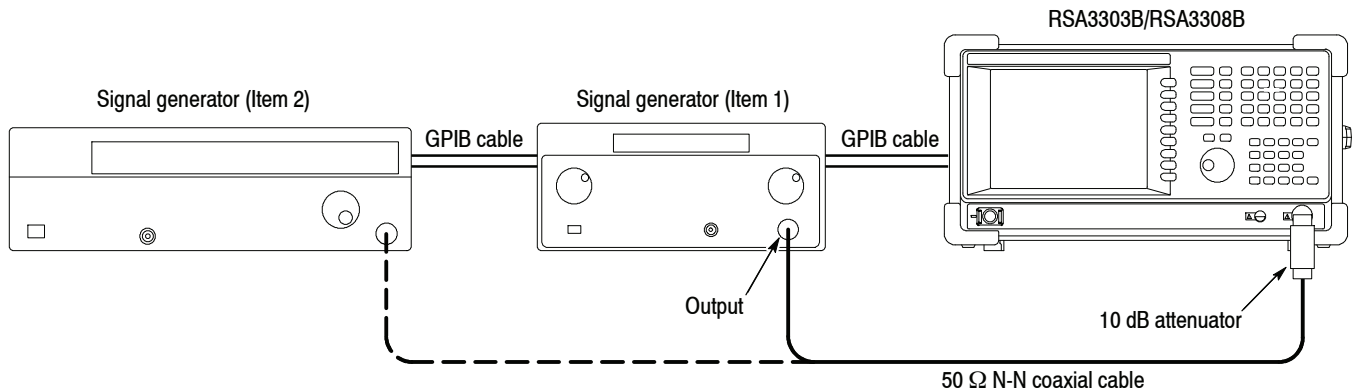 RSA3303B/RSA3308B
Signal generator (Item 2)
Signal generator (Item 1)
GPIB cable
GPIB cable
Output
10 dB attenuator
50 Ω N-N coaxial cable